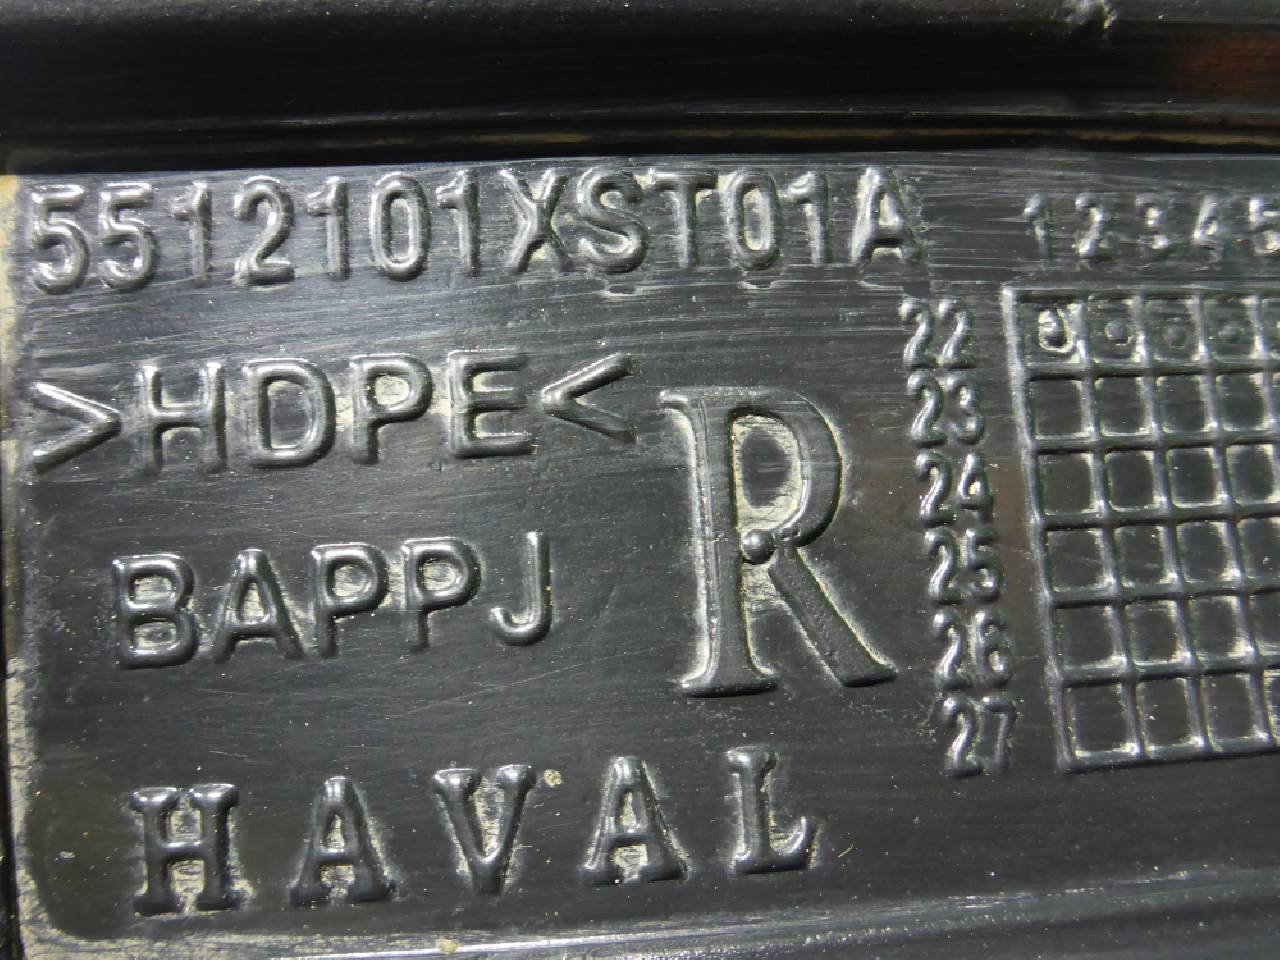 5512101XST01A
1 2 3 4 5
>HDPE<
R
BAPPJ
HAVAL
22
23
24
25
26
27